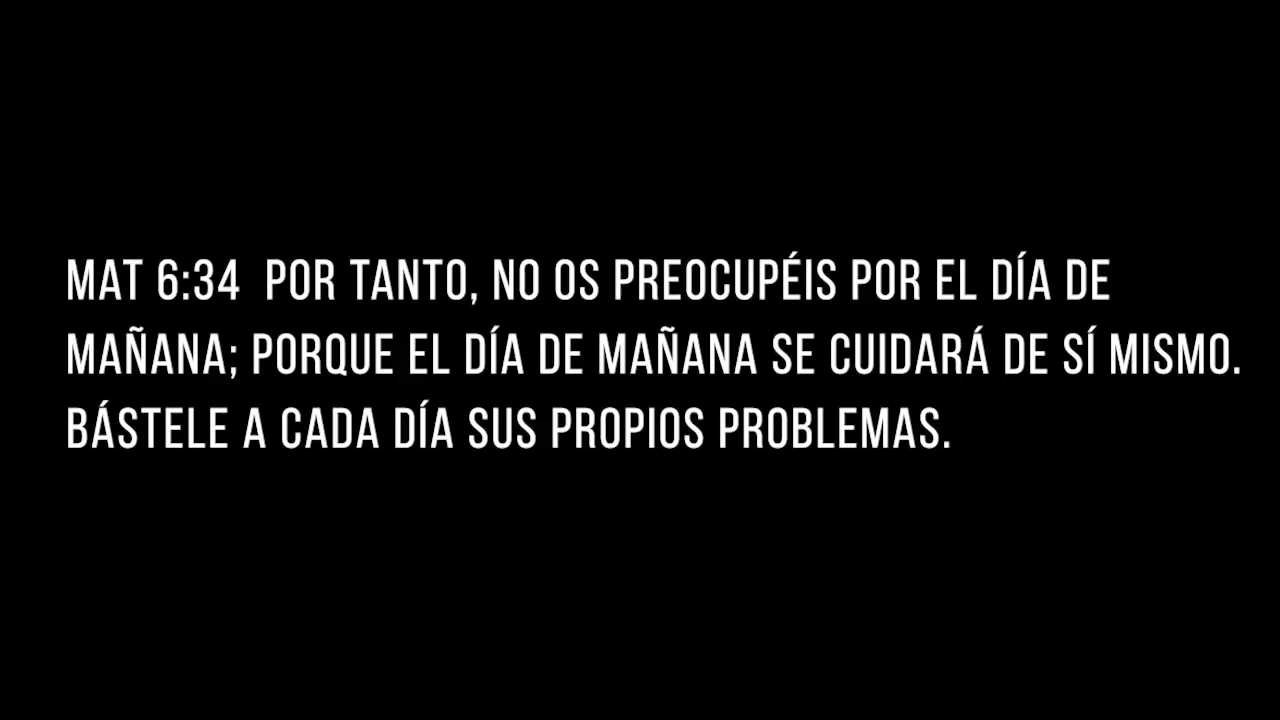 MAT 6:34  POR TANTO, NO OS PREOCUPÉIS POR EL DÍA DE
MAÑANA; PORQUE EL DÍA DE MAÑANA SE CUIDARÁ DE SÍ MISMO.
BÁSTELE A CADA DÍA SUS PROPIOS PROBLEMAS.